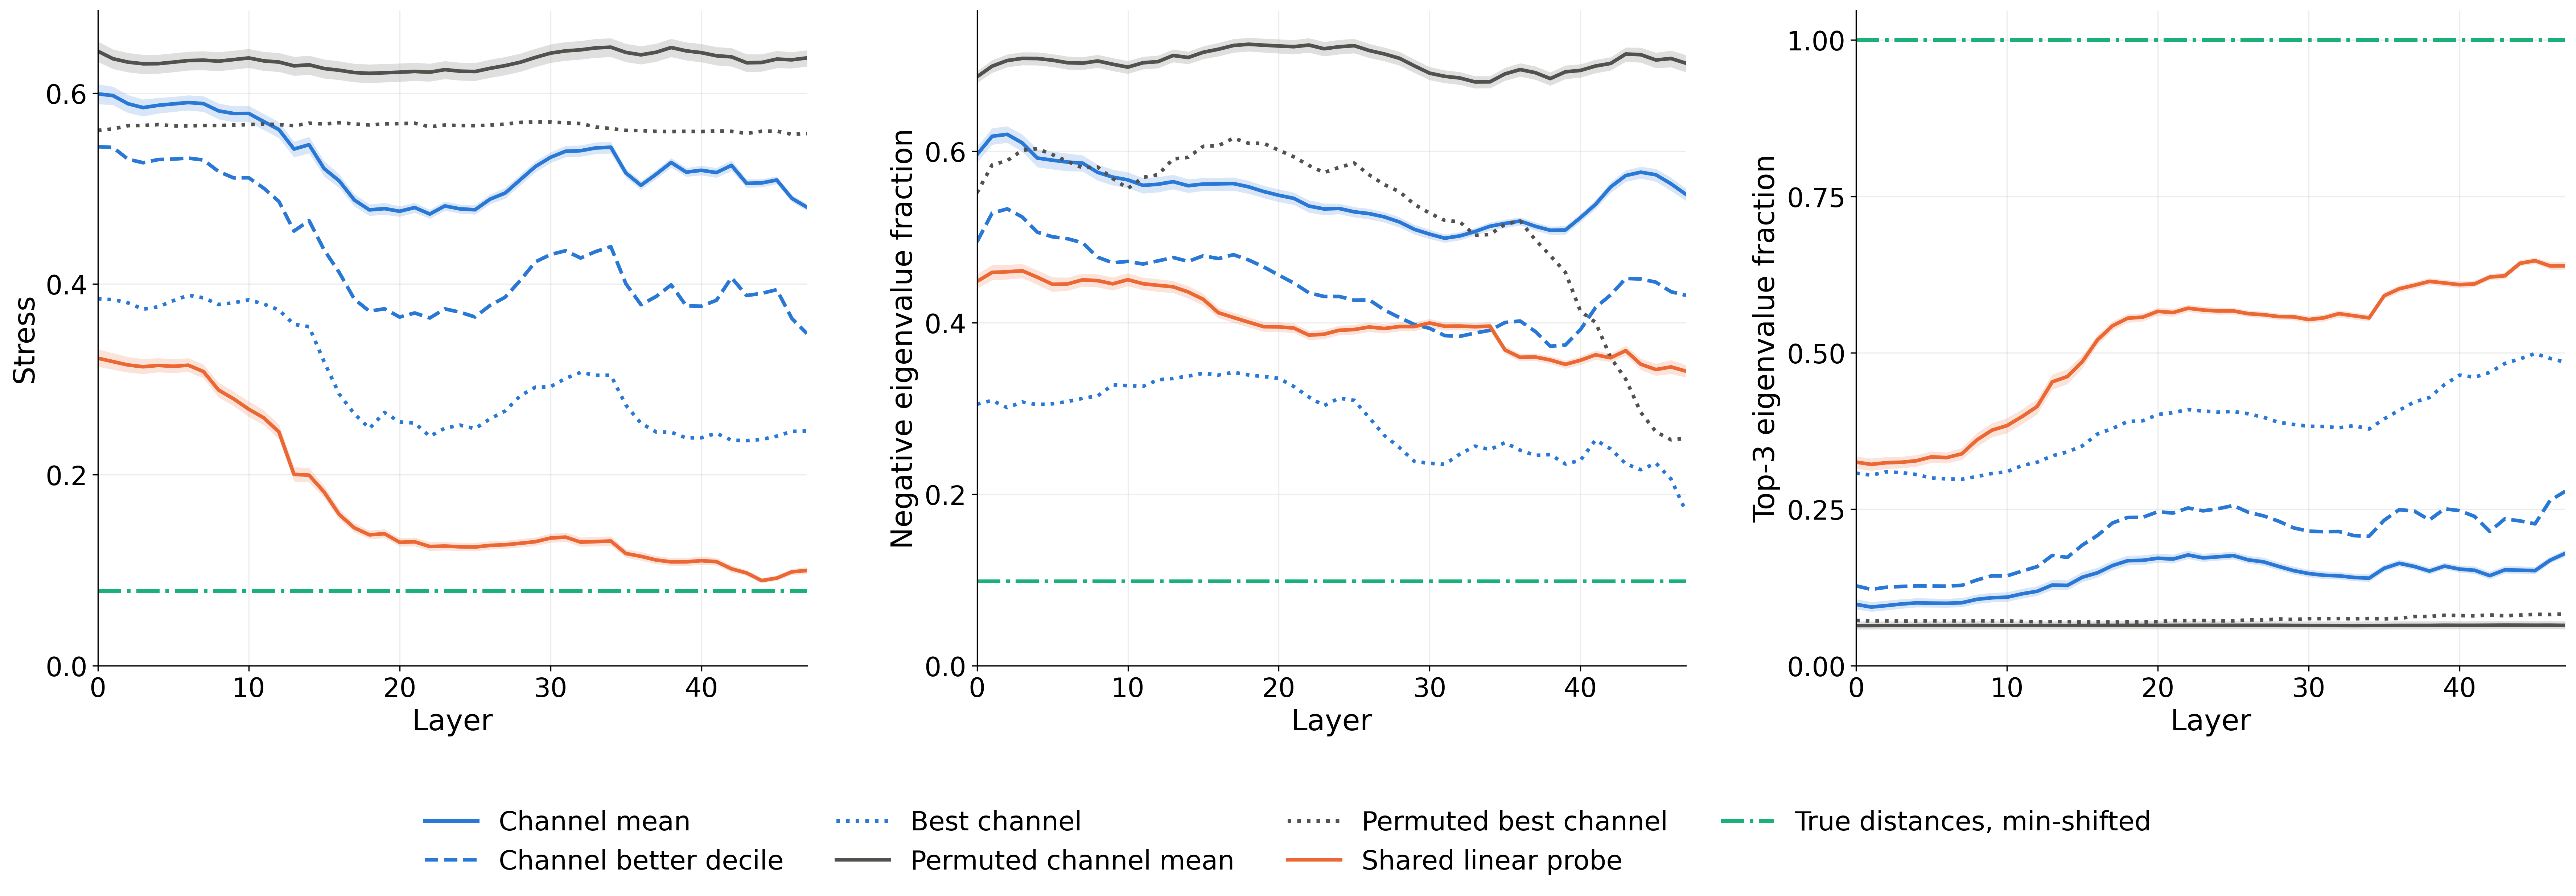 Stress
0.6
0.4
0.2
0.0
0
10
20
30
40
Layer
Negative eigenvalue fraction
0.6
0.4
0.2
0.0
0
10
20
30
40
Layer
Top-3 eigenvalue fraction
1.00
0.75
0.50
0.25
0.00
0
10
20
30
40
Layer
Channel mean
Channel better decile
Best channel
Permuted channel mean
Permuted best channel
Shared linear probe
True distances, min-shifted